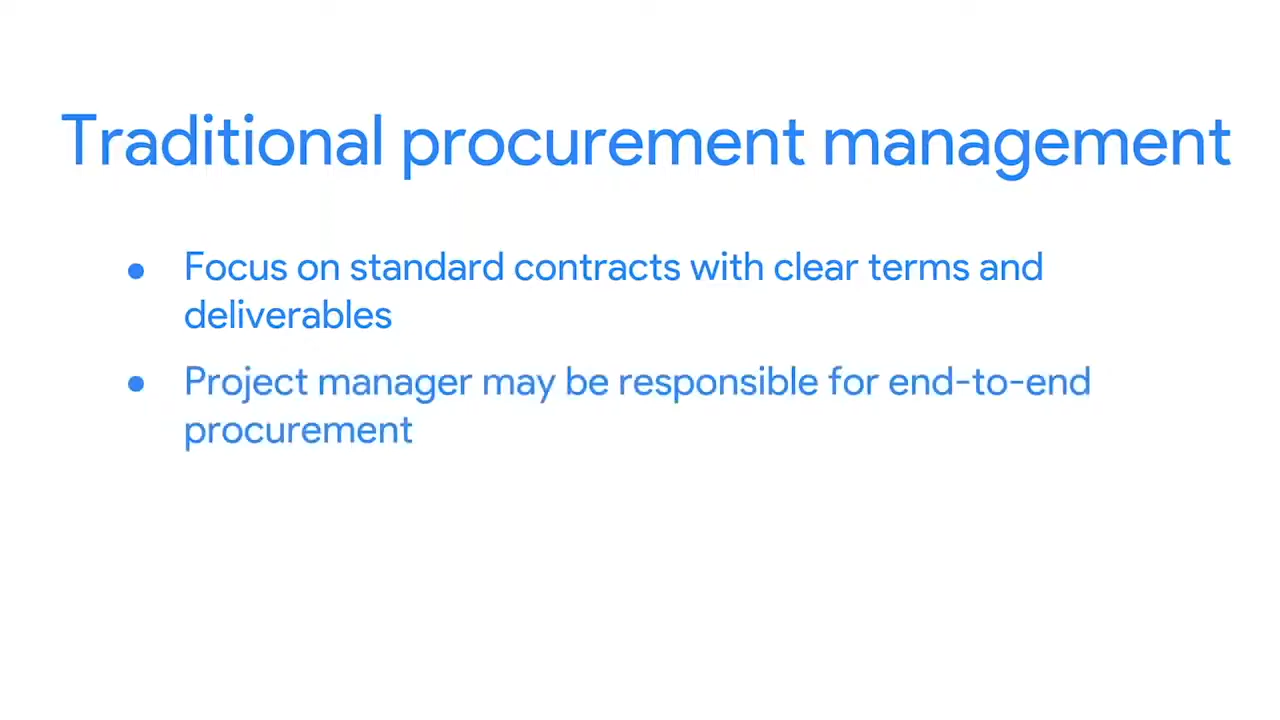 Traditional procurement management
● Focus on standard contracts with clear terms and
deliverables
● Project manager may be responsible for end-to-end
procurement